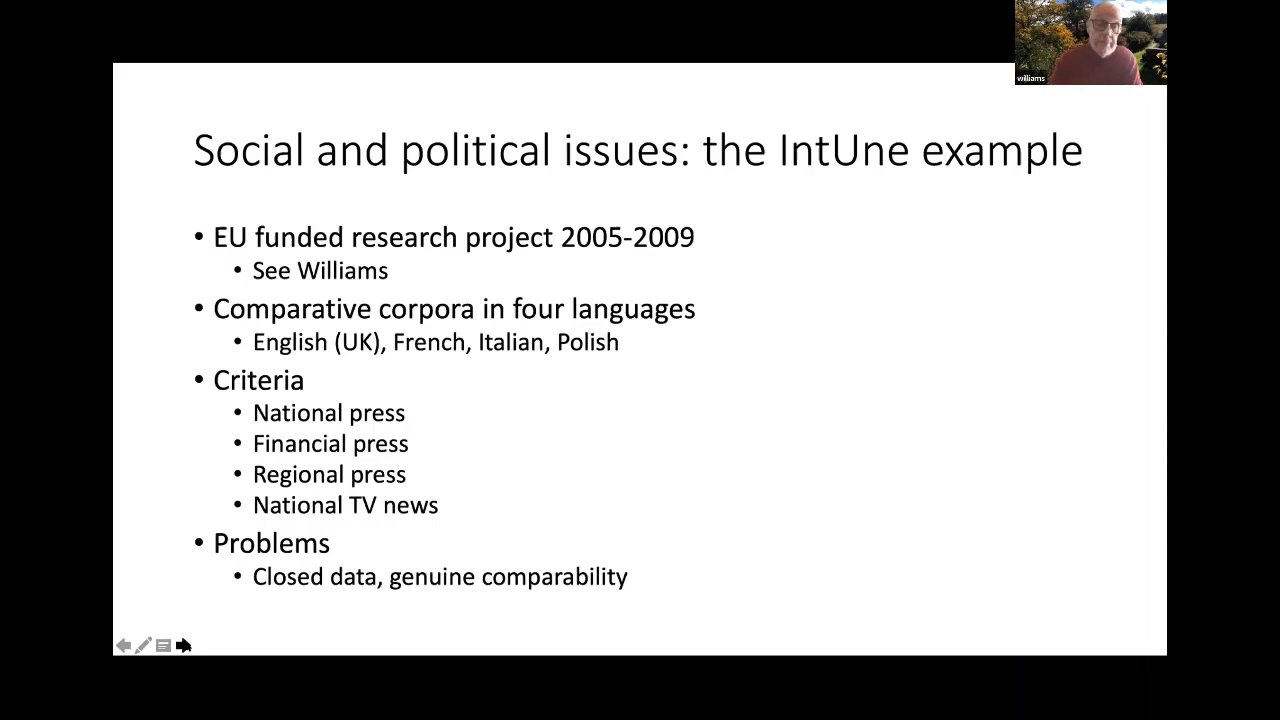 williams
Social and political issues: the IntUne example
• EU funded research project 2005-2009
• See Williams
• Comparative corpora in four languages
• English (UK), French, Italian, Polish
• Criteria
• National press
• Financial press
• Regional press
• National TV news
• Problems
• Closed data, genuine comparability